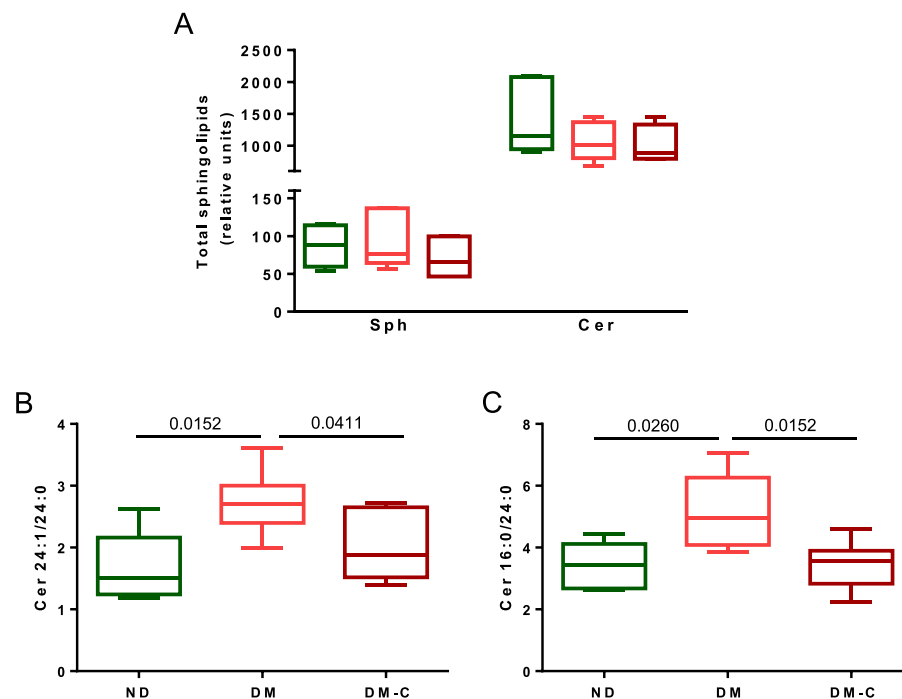 A
Total sphingolipids
(relative units)
2500
2000
1500
1000
150
100
50
0
Sph Cer
B
Cer 24:1/24:0
4
3
2
1
0
0.0152 0.0411
ND DM DM-C
C
Cer 16:0/24:0
8
6
4
2
0
0.0260 0.0152
ND DM DM-C